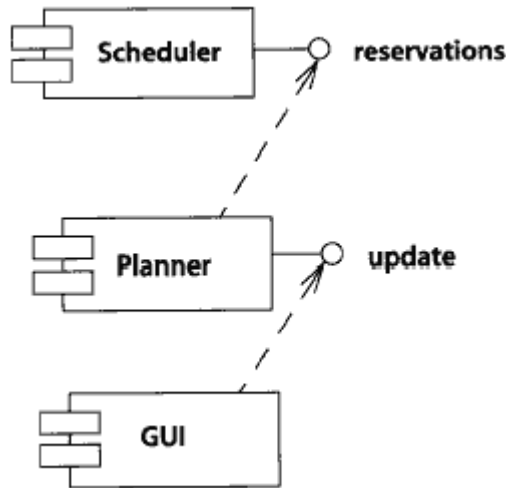 Scheduler
reservations
Planner
update
GUI